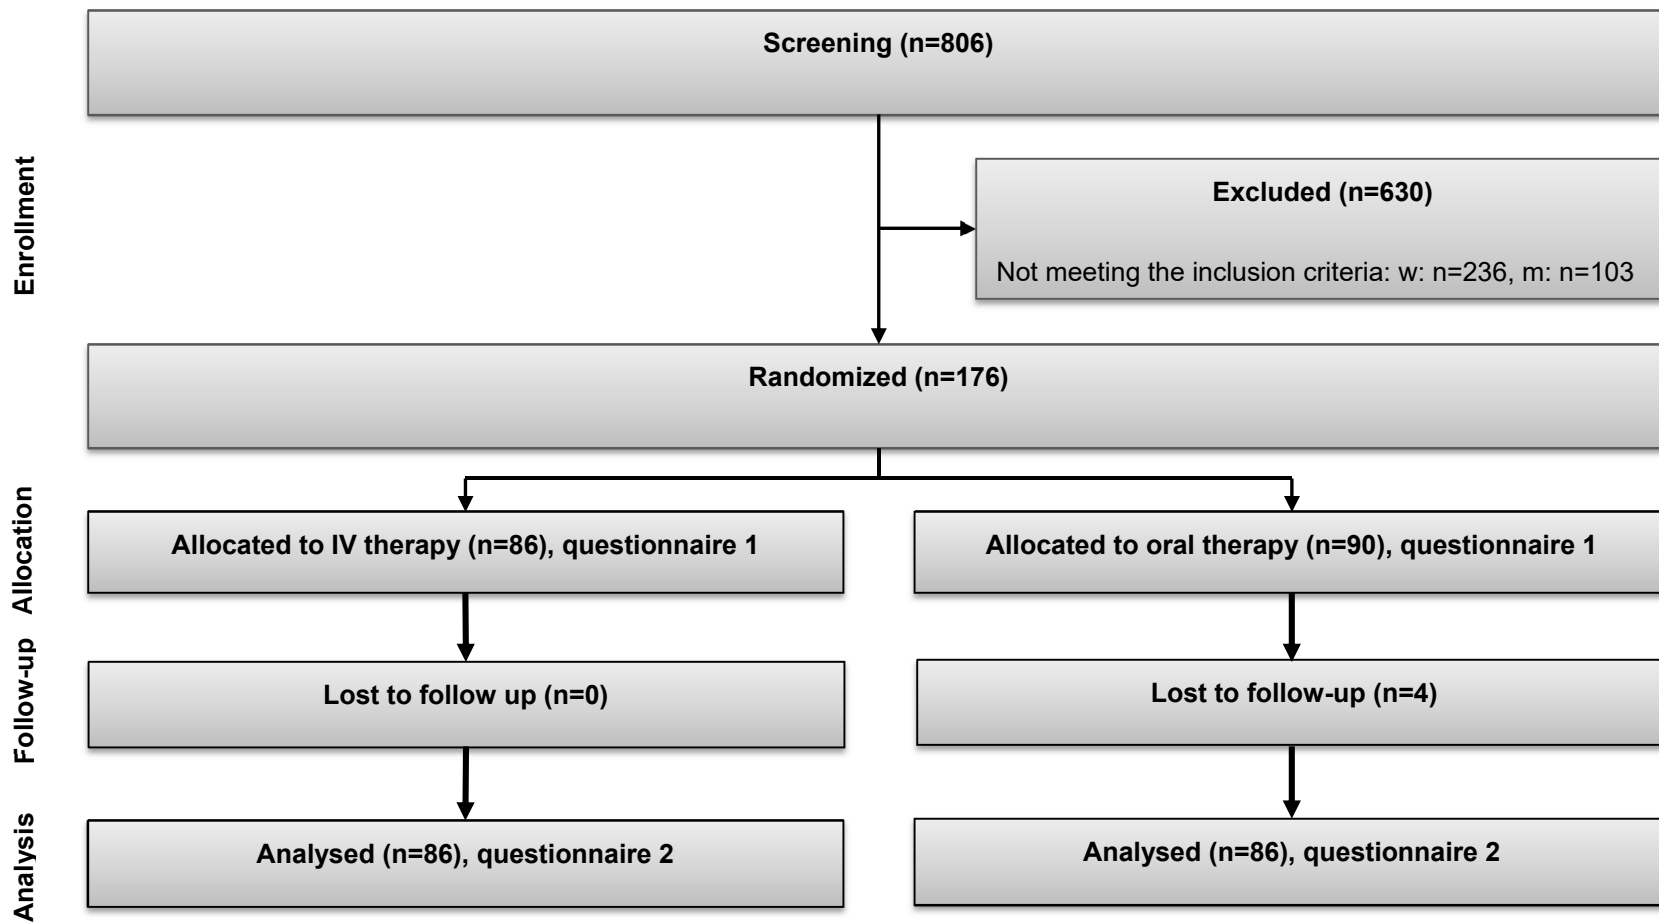 Screening (n=806)
Enrollment
Excluded (n=630)
Not meeting the inclusion criteria: w: n=236, m: n=103
Randomized (n=176)
Allocation
Allocated to IV therapy (n=86), questionnaire 1
Allocated to oral therapy (n=90), questionnaire 1
Follow-up
Lost to follow up (n=0)
Lost to follow-up (n=4)
Analysis
Analysed (n=86), questionnaire 2
Analysed (n=86), questionnaire 2